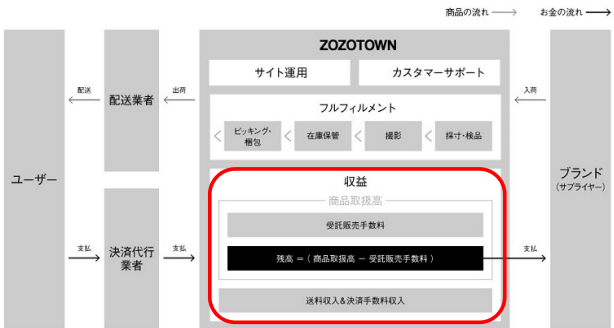 商品の流れ
お金の流れ
ZOZOTOWN
サイト運用
カスタマーサポート
配送
配送業者
出荷
フルフィルメント
ピッキング・
梱包
在庫保管
撮影
採寸・検品
入荷
ユーザー
ブランド
(サプライヤー)
収益
商品取扱高
受託販売手数料
支払
決済代行
業者
支払
残高 = ( 商品取扱高 − 受託販売手数料 )
支払
送料収入&決済手数料収入